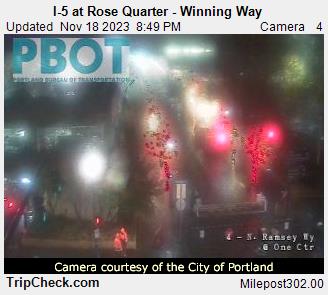 I-5 at Rose Quarter - Winning Way
Updated Nov 18 2023 8:49 PM Camera 4
PBOT
PORTLAND BUREAU OF TRANSPORTATION
4 - N. Ramsey Wy
@ One Ctr
Camera courtesy of the City of Portland
TripCheck.com Milepost302.00